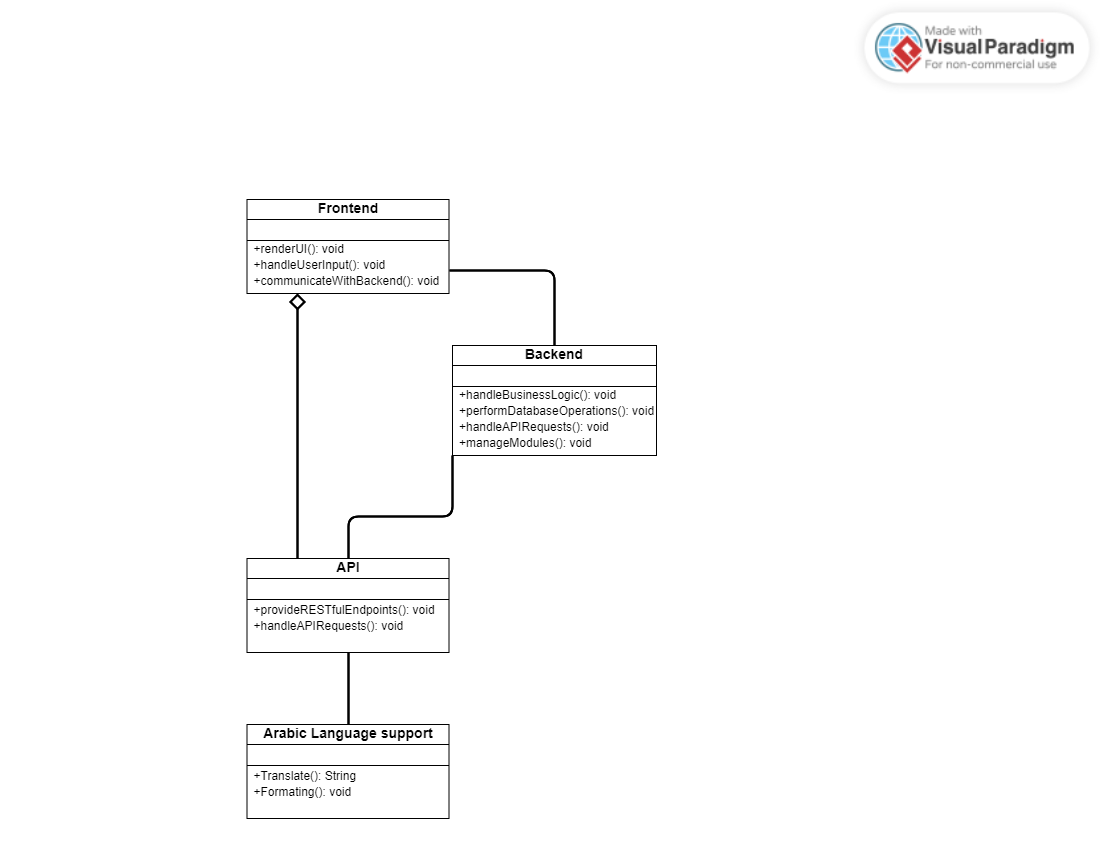 Made with
Visual Paradigm
For non-commercial use
Frontend
+renderUI(): void
+handleUserInput(): void
+communicateWithBackend(): void
Backend
+handleBusinessLogic(): void
+performDatabaseOperations(): void
+handleAPIRequests(): void
+manageModules(): void
API
+provideRESTfulEndpoints(): void
+handleAPIRequests(): void
Arabic Language support
+Translate(): String
+Formating(): void